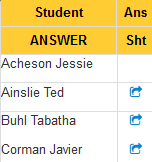 Student Ans
ANSWER Sht
Acheson Jessie
Ainslie Ted
Buhl Tabatha
Corman Javier